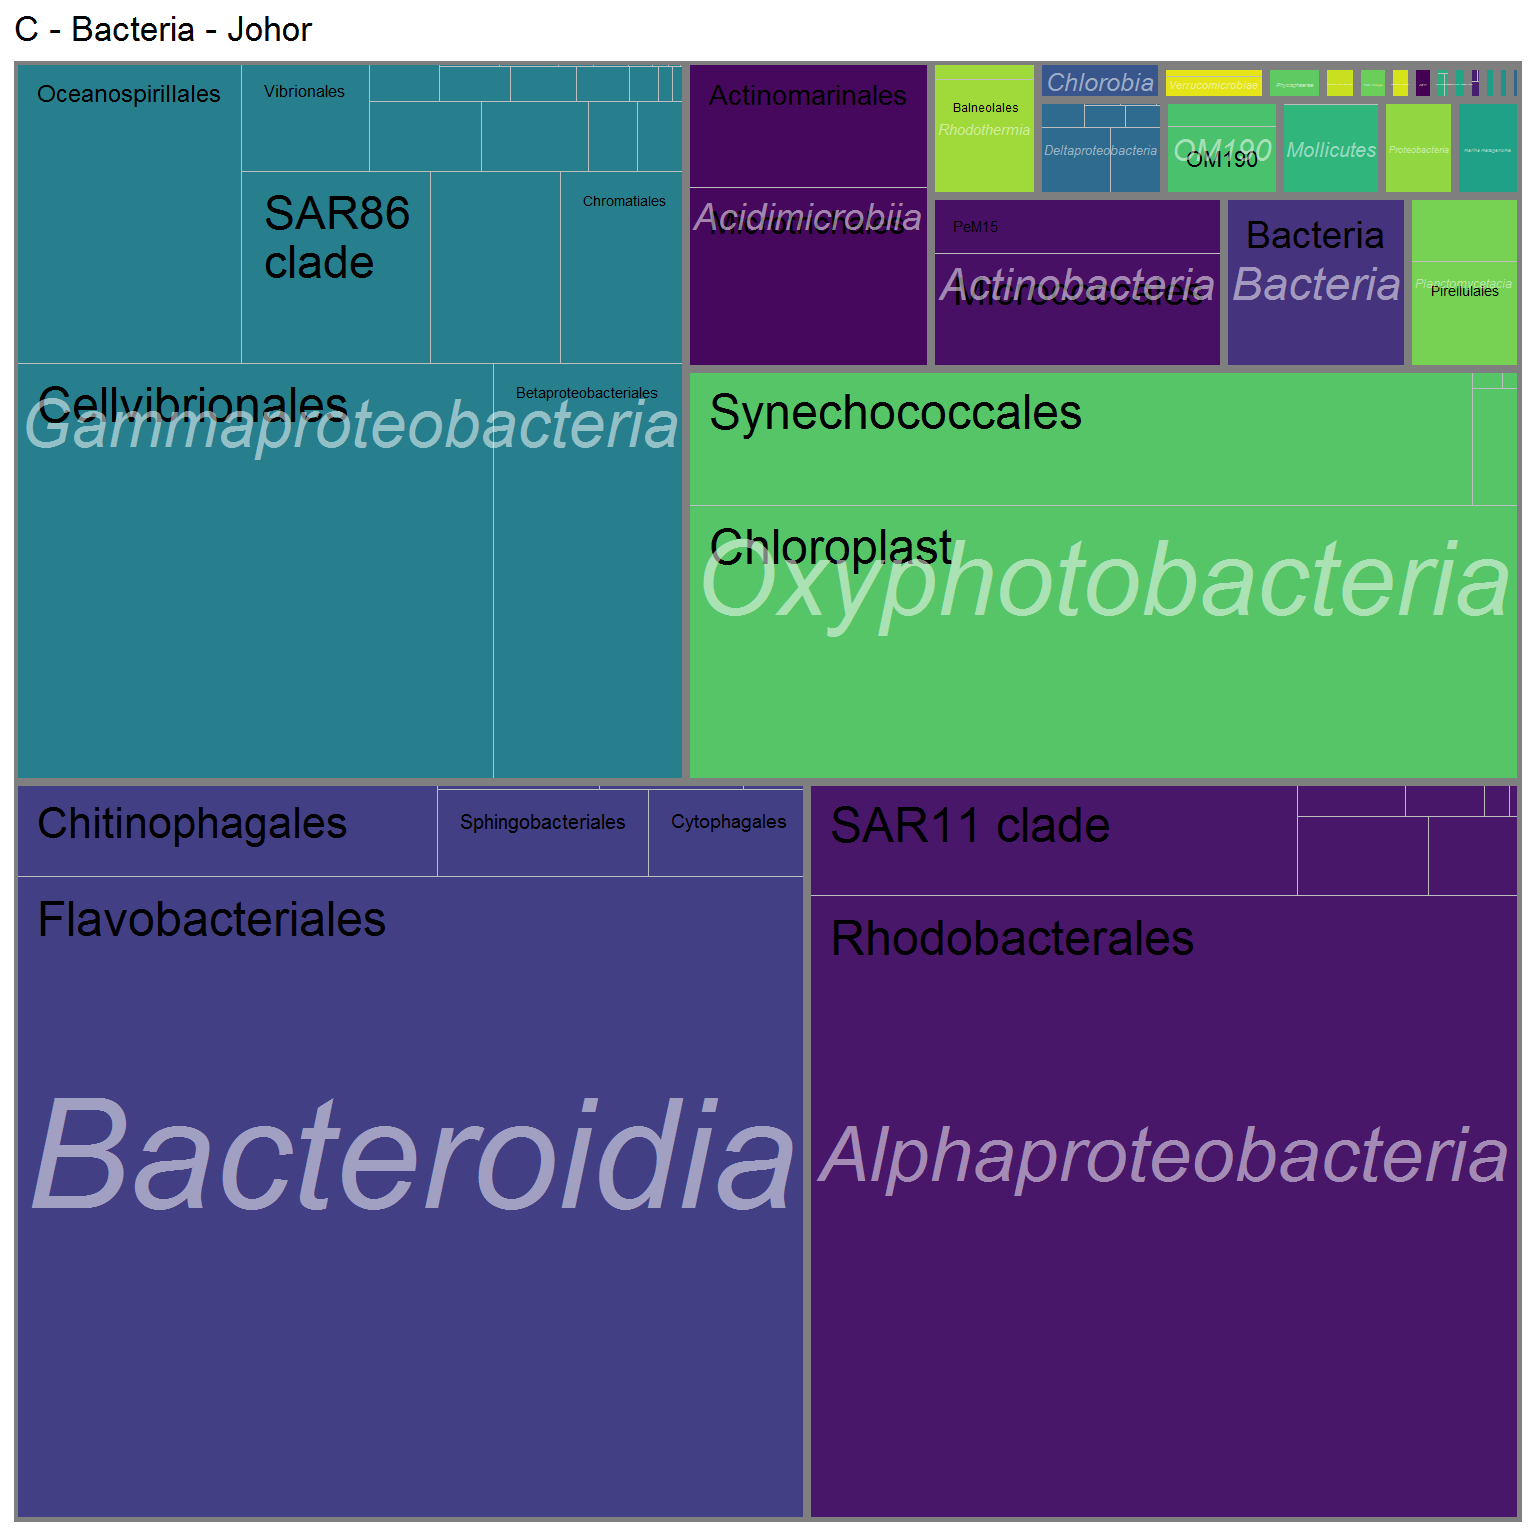 C - Bacteria - Johor
Oceanospirillales
Vibrionales
SAR86
clade
Chromatiales
Cellvibrionales
Betaproteobacteriales
Gammaproteobacteria
Actinomarinales
Acidimicrobiia
Microtrichales
Balneolales
Rhodothermia
Chlorobia
Verrucomicrobiae
Phycisphaerae
Deltaproteobacteria
OM190
OM190
Mollicutes
Proteobacteria
PeM15
Actinobacteria
Micrococcales
Bacteria
Bacteria
Planctomycetacia
Pirellulales
Synechococcales
Chloroplast
Oxyphotobacteria
Chitinophagales
Sphingobacteriales
Cytophagales
Flavobacteriales
Bacteroidia
SAR11 clade
Rhodobacterales
Alphaproteobacteria